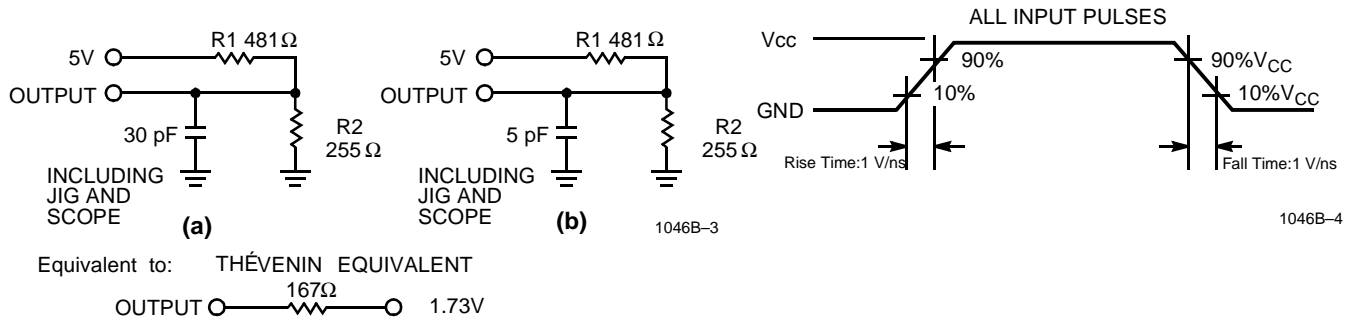 R1 481Ω
5V
OUTPUT
30 pF
R2
255 Ω
INCLUDING
JIG AND
SCOPE
(a)
R1 481 Ω
5V
OUTPUT
5 pF
R2
255 Ω
INCLUDING
JIG AND
SCOPE
(b)
1046B–3
ALL INPUT PULSES
Vcc
90%
10%
GND
90%VCC
10%VCC
Rise Time:1 V/ns
Fall Time:1 V/ns
1046B–4
Equivalent to: THÉVENIN EQUIVALENT
167Ω
OUTPUT 1.73V